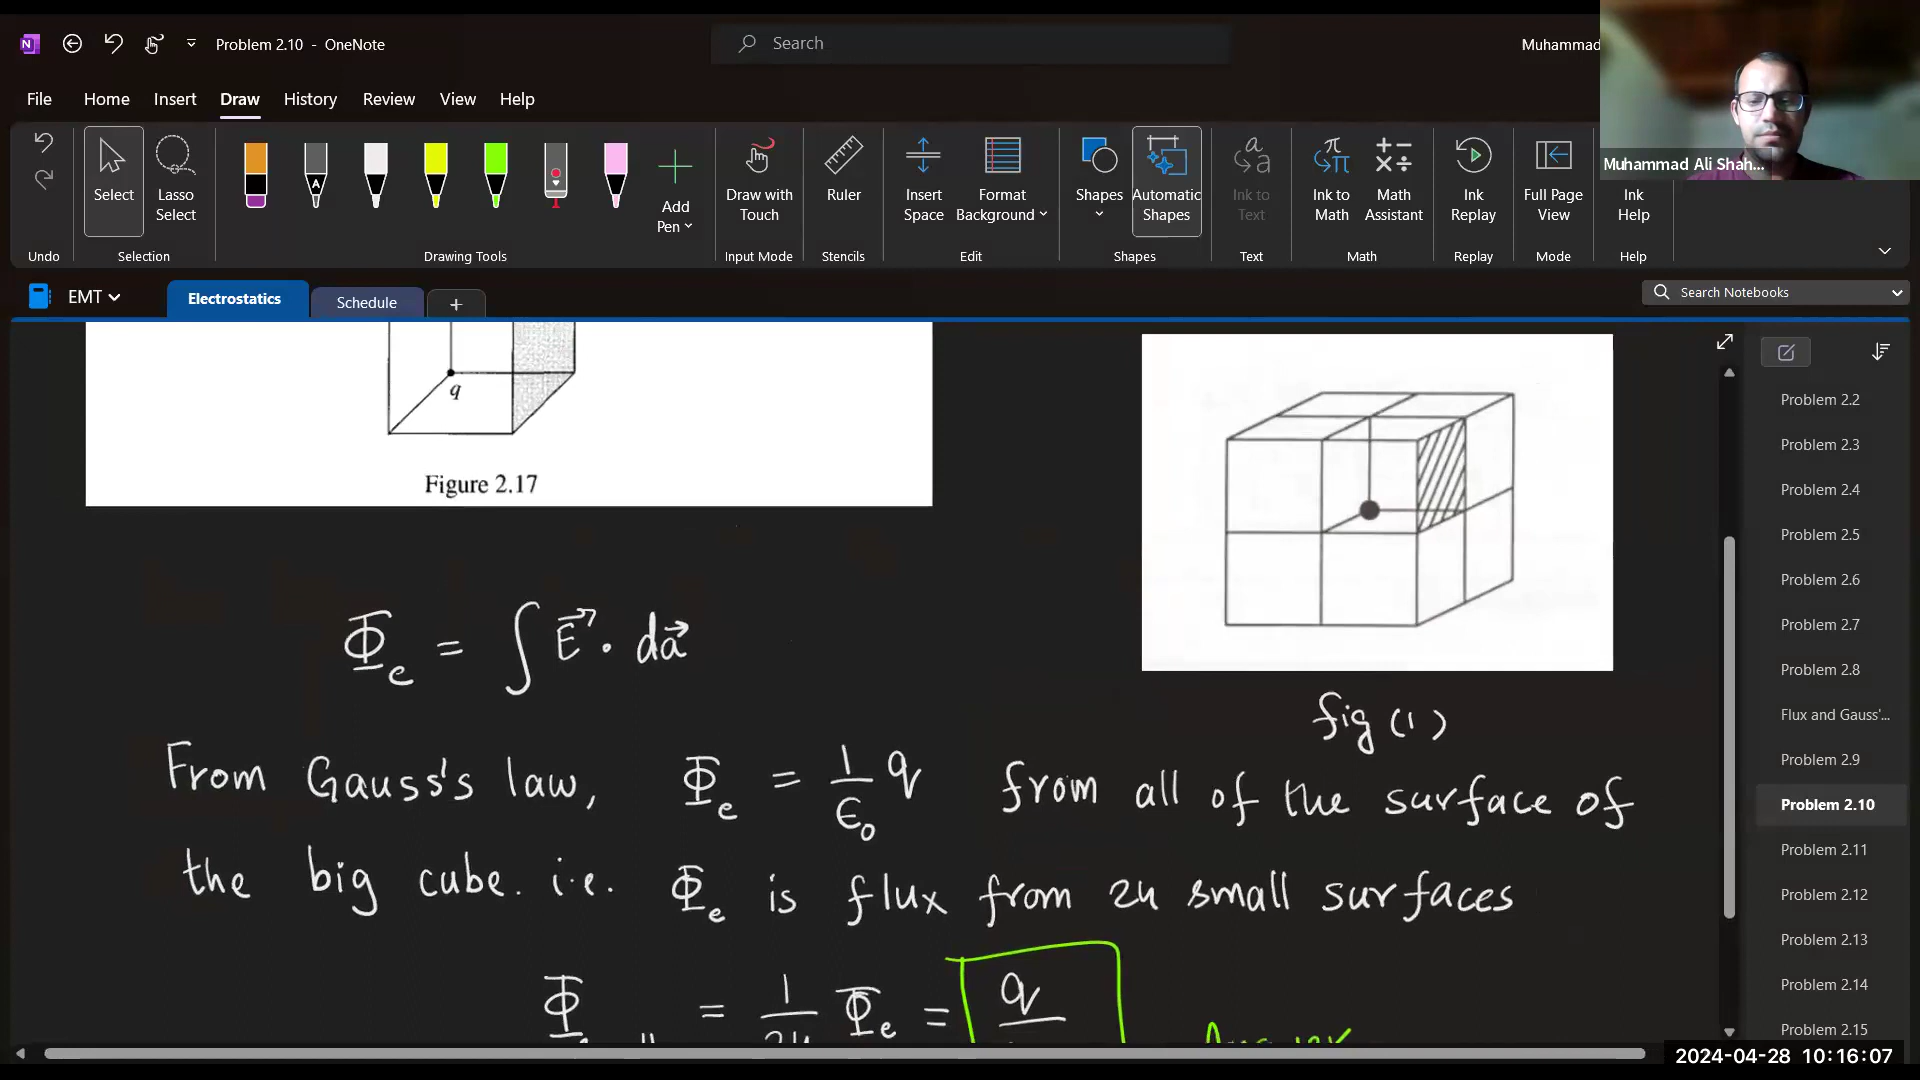 Problem 2.10 - OneNote
Search
Muhammad
File Home Insert Draw History Review View Help
Undo
Select
Lasso Select
Selection
A
Add Pen
Drawing Tools
Draw with Touch
Input Mode
Ruler
Stencils
Insert Space
Format Background
Edit
Shapes
Automatic Shapes
Shapes
Ink to Text
Text
Ink to Math
Math Assistant
Math
Ink Replay
Replay
Full Page View
Mode
Ink Help
Help
Muhammad Ali Shah...
EMT
Electrostatics
Schedule
+
Search Notebooks
q
Figure 2.17
Φₑ = ∫ E⃗ · da⃗
fig (1)
From Gauss's law, Φₑ = 1/ϵ₀ q from all of the surface of
the big cube. i.e. Φₑ is flux from 24 small surfaces
= 1/24 Φₑ = q
Problem 2.2
Problem 2.3
Problem 2.4
Problem 2.5
Problem 2.6
Problem 2.7
Problem 2.8
Flux and Gauss'...
Problem 2.9
Problem 2.10
Problem 2.11
Problem 2.12
Problem 2.13
Problem 2.14
Problem 2.15
2024-04-28 10:16:07